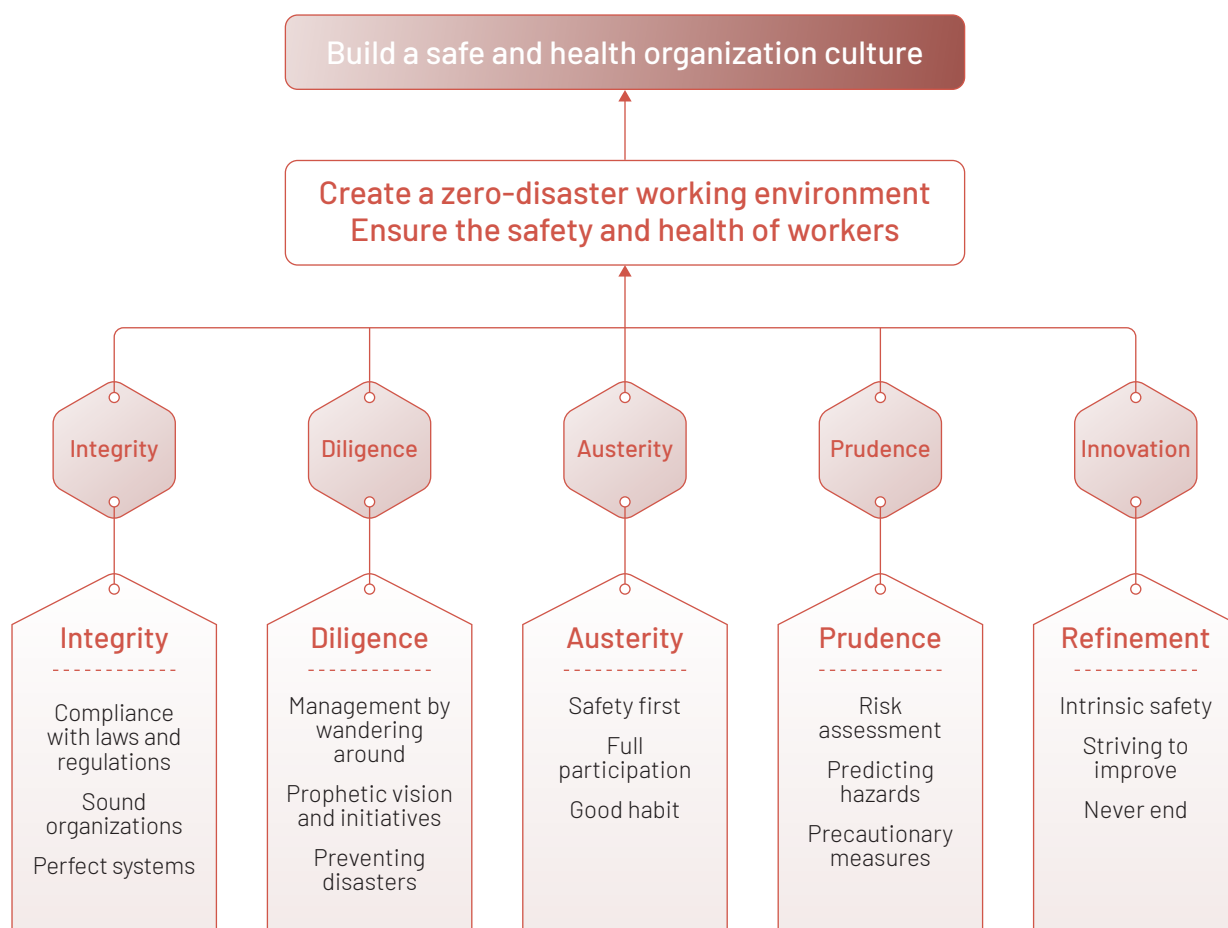 Build a safe and health organization culture
Create a zero-disaster working environment
Ensure the safety and health of workers
Integrity
Diligence
Austerity
Prudence
Innovation
Integrity
Compliance
with laws and
regulations
Sound
organizations
Perfect systems
Diligence
Management by
wandering
around
Prophetic vision
and initiatives
Preventing
disasters
Austerity
Safety first
Full
participation
Good habit
Prudence
Risk
assessment
Predicting
hazards
Precautionary
measures
Refinement
Intrinsic safety
Striving to
improve
Never end